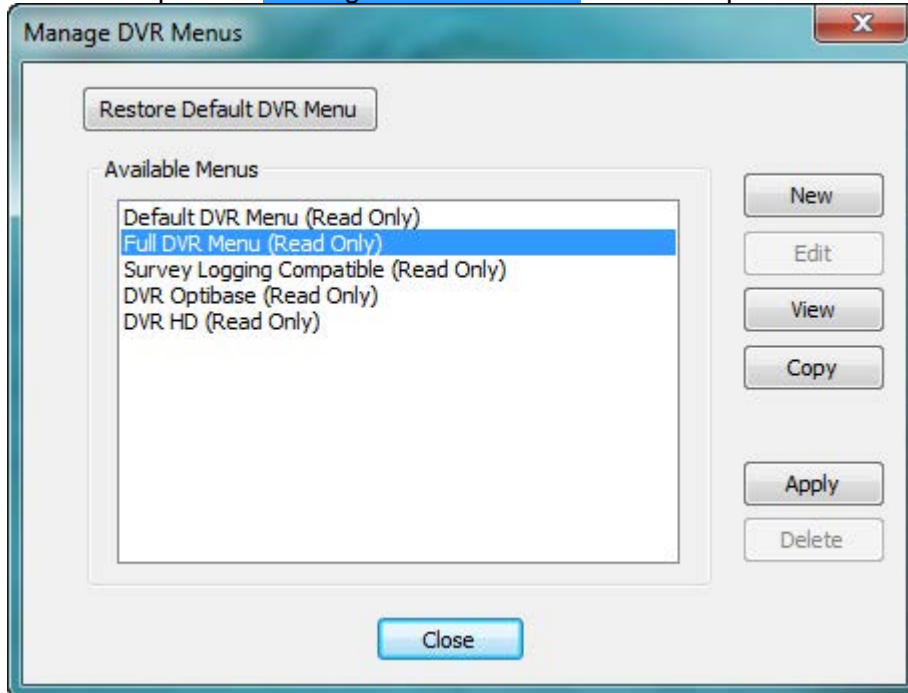 Manage DVR Menus
Restore Default DVR Menu
Available Menus
Default DVR Menu (Read Only)
Full DVR Menu (Read Only)
Survey Logging Compatible (Read Only)
DVR Optibase (Read Only)
DVR HD (Read Only)
New
Edit
View
Copy
Apply
Delete
Close